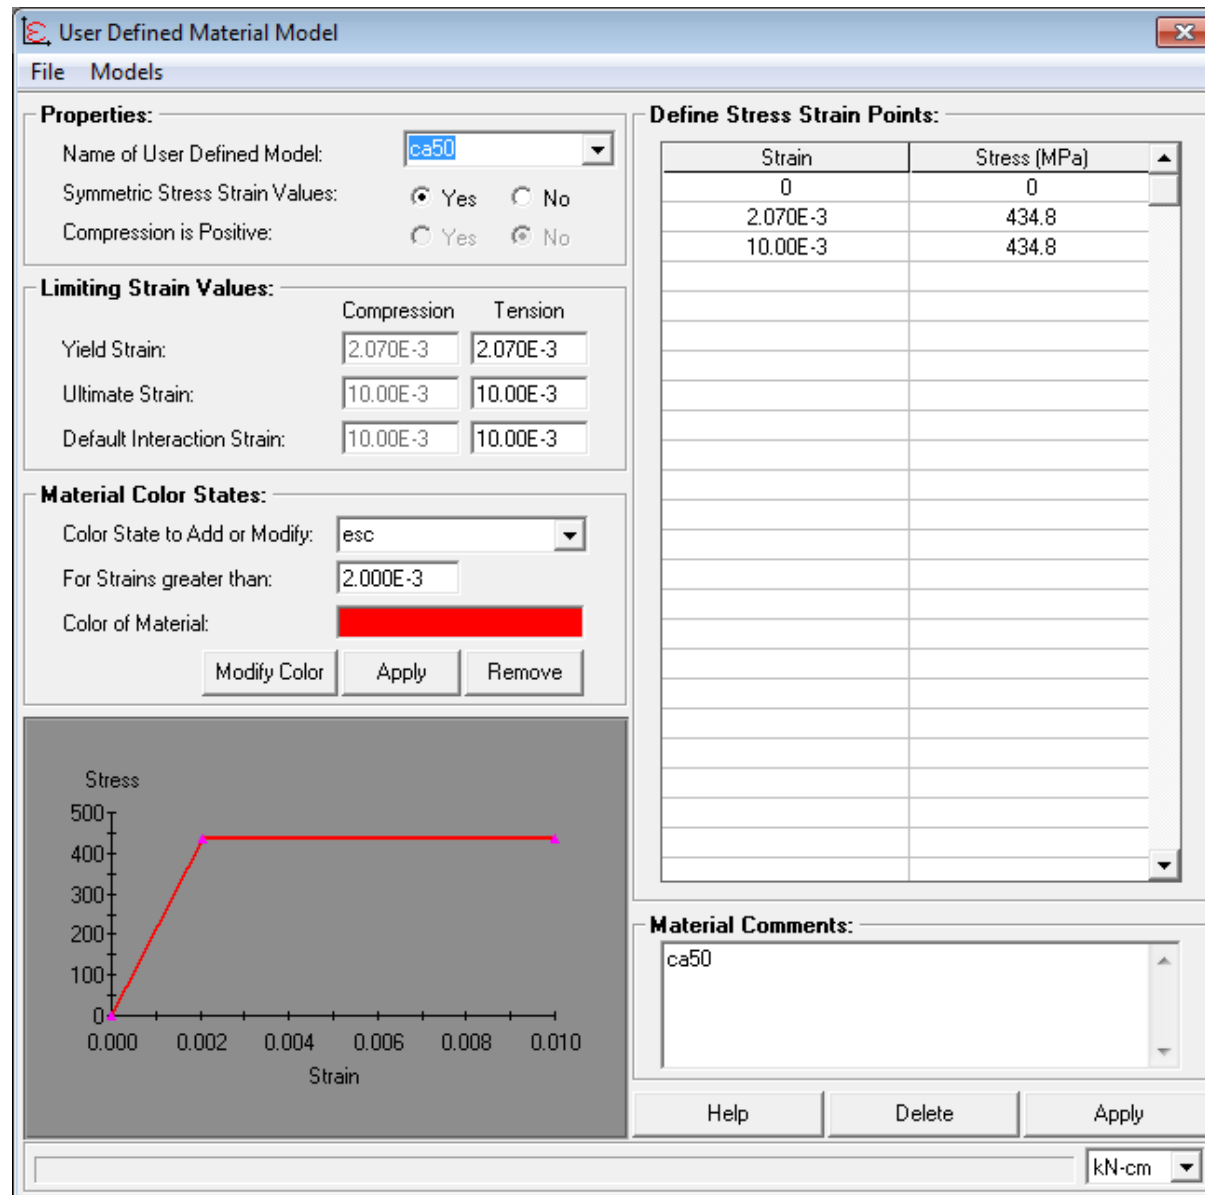 User Defined Material Model
File Models
Properties:
Name of User Defined Model: ca50
Symmetric Stress Strain Values: Yes No
Compression is Positive: Yes No
Limiting Strain Values:
Compression Tension
Yield Strain: 2.070E-3 2.070E-3
Ultimate Strain: 10.00E-3 10.00E-3
Default Interaction Strain: 10.00E-3 10.00E-3
Material Color States:
Color State to Add or Modify: esc
For Strains greater than: 2.000E-3
Color of Material:
Modify Color Apply Remove
Stress
500
400
300
200
100
0
0.000 0.002 0.004 0.006 0.008 0.010
Strain
Define Stress Strain Points:
Strain Stress (MPa)
0 0
2.070E-3 434.8
10.00E-3 434.8
Material Comments:
ca50
Help Delete Apply
kN-cm